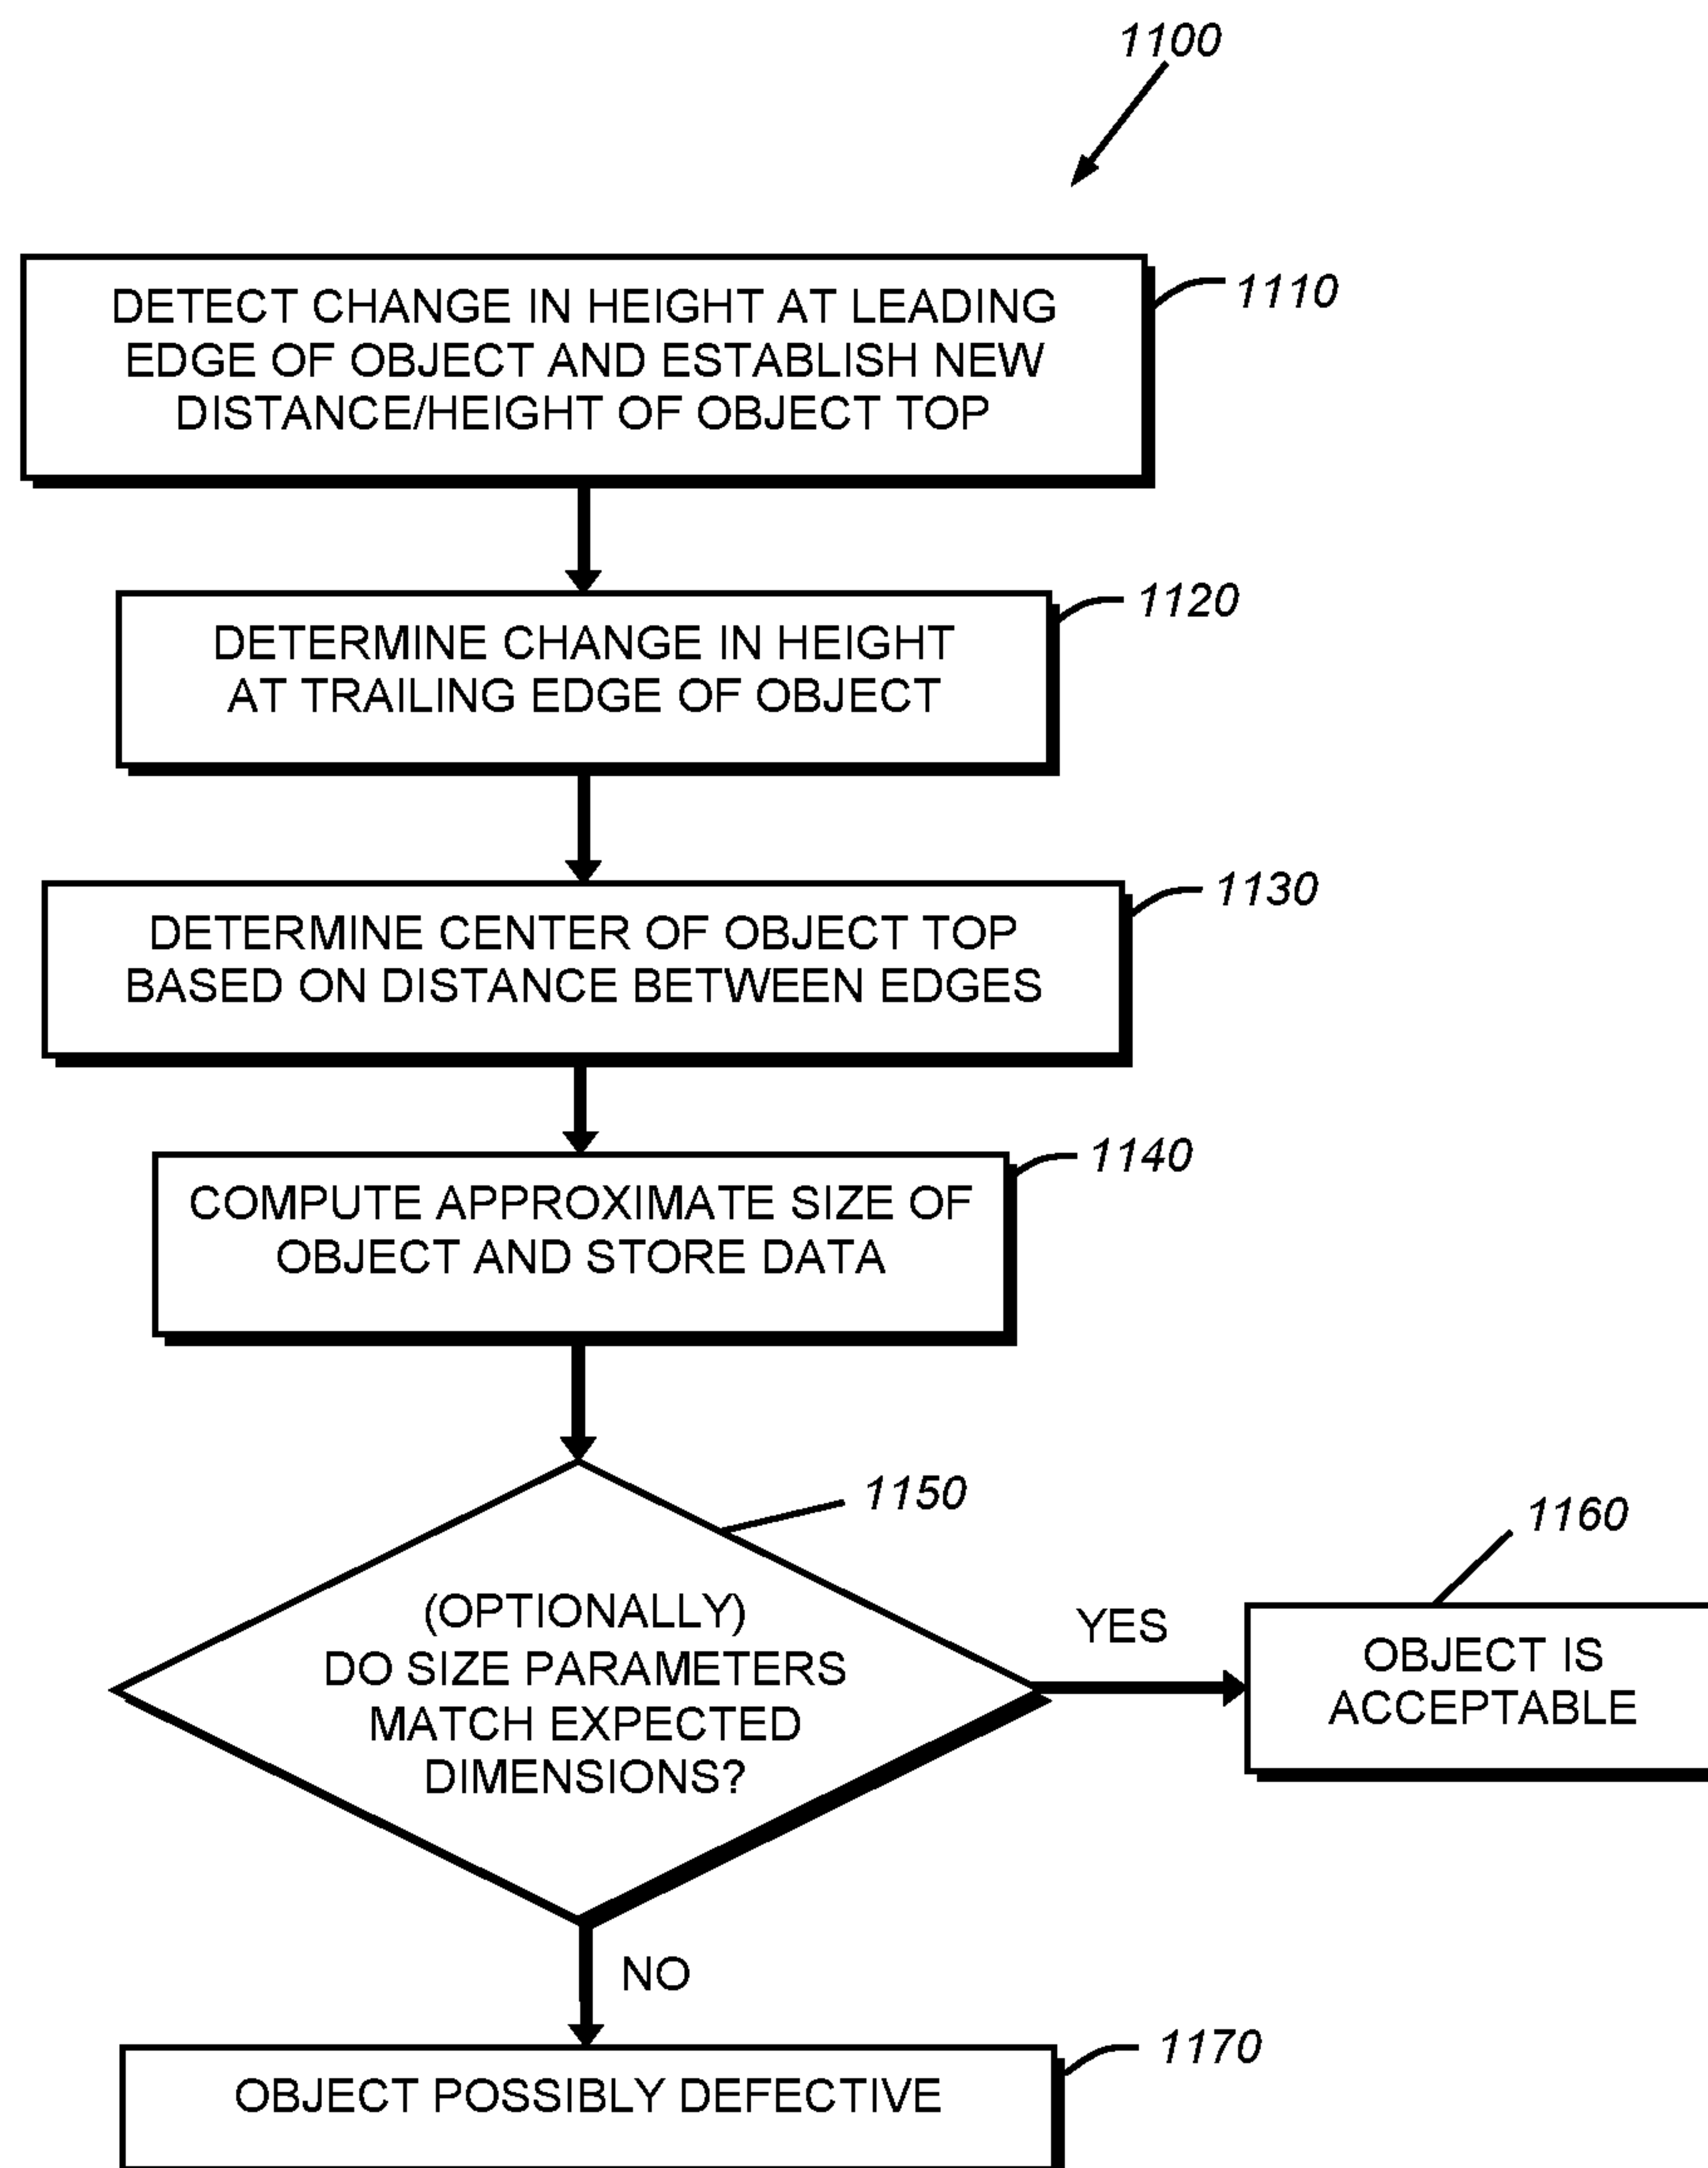 1100
DETECT CHANGE IN HEIGHT AT LEADING
EDGE OF OBJECT AND ESTABLISH NEW
DISTANCE/HEIGHT OF OBJECT TOP
1110
DETERMINE CHANGE IN HEIGHT
AT TRAILING EDGE OF OBJECT
1120
DETERMINE CENTER OF OBJECT TOP
BASED ON DISTANCE BETWEEN EDGES
1130
COMPUTE APPROXIMATE SIZE OF
OBJECT AND STORE DATA
1140
(OPTIONALLY)
DO SIZE PARAMETERS
MATCH EXPECTED
DIMENSIONS?
1150
YES
OBJECT IS
ACCEPTABLE
1160
NO
OBJECT POSSIBLY DEFECTIVE
1170